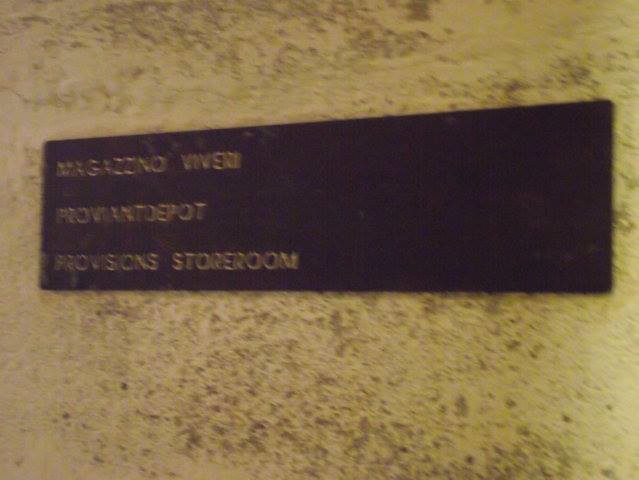 MAGAZZINO VIVERI
PROVIANTDEPOT
PROVISIONS STOREROOM